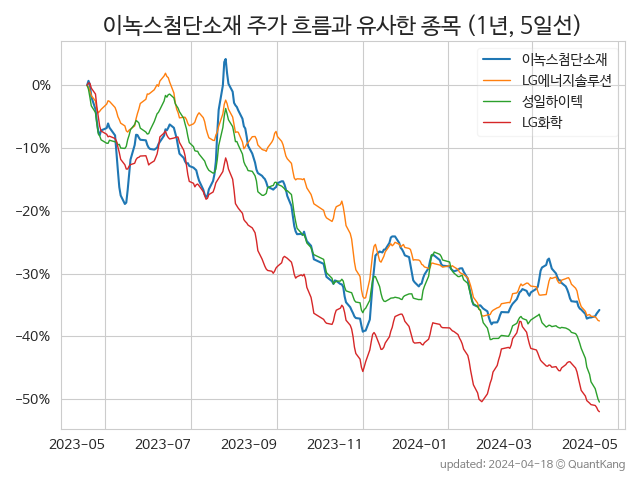 이녹스첨단소재 주가 흐름과 유사한 종목 (1년, 5일선)
이녹스첨단소재
LG에너지솔루션
성일하이텍
LG화학
0%
−10%
−20%
−30%
−40%
−50%
2023-05
2023-07
2023-09
2023-11
2024-01
2024-03
2024-05
updated: 2024-04-18 © QuantKang